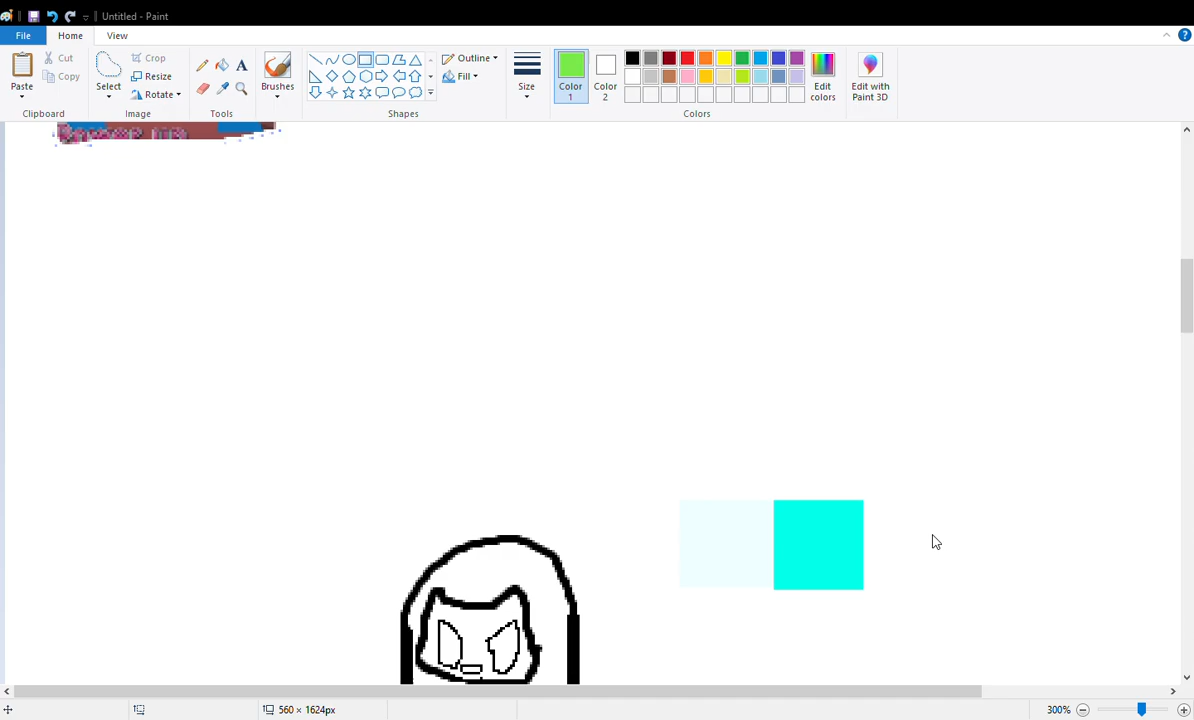 Untitled - Paint
File Home View
Paste
Cut
Copy
Clipboard
Select
Crop
Resize
Rotate
Image
A
Tools
Brushes
Outline
Fill
Shapes
Size
Color 1
Color 2
Edit colors
Colors
Edit with Paint 3D
560 × 1624px
300%